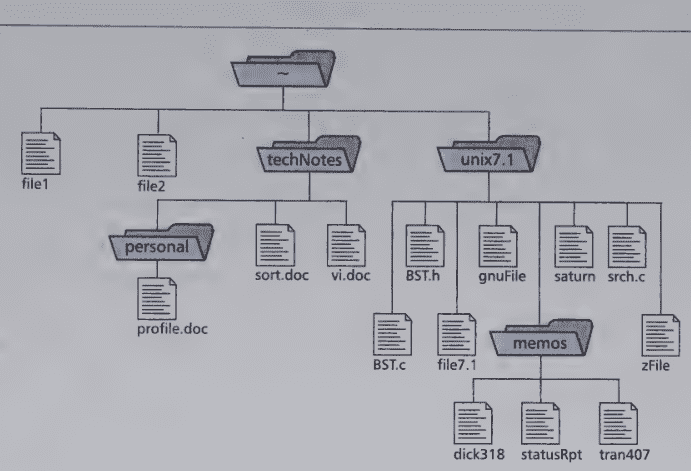 ~
file1
file2
techNotes
unix7.1
personal
sort.doc
vi.doc
BST.h
gnuFile
saturn
srch.c
profile.doc
BST.c
file7.1
memos
zFile
dick318
statusRpt
tran407